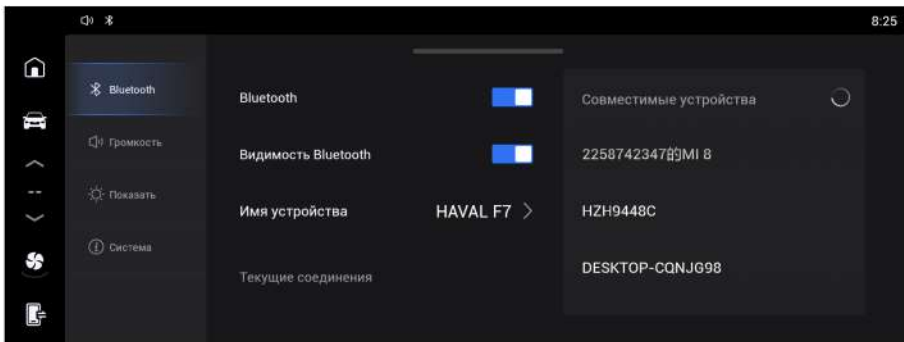 8:25
Bluetooth
Громкость
Показать
Система
Bluetooth
Видимость Bluetooth
Имя устройства
HAVAL F7
Текущие соединения
Совместимые устройства
2258742347的MI 8
HZH9448C
DESKTOP-CQNJG98
--